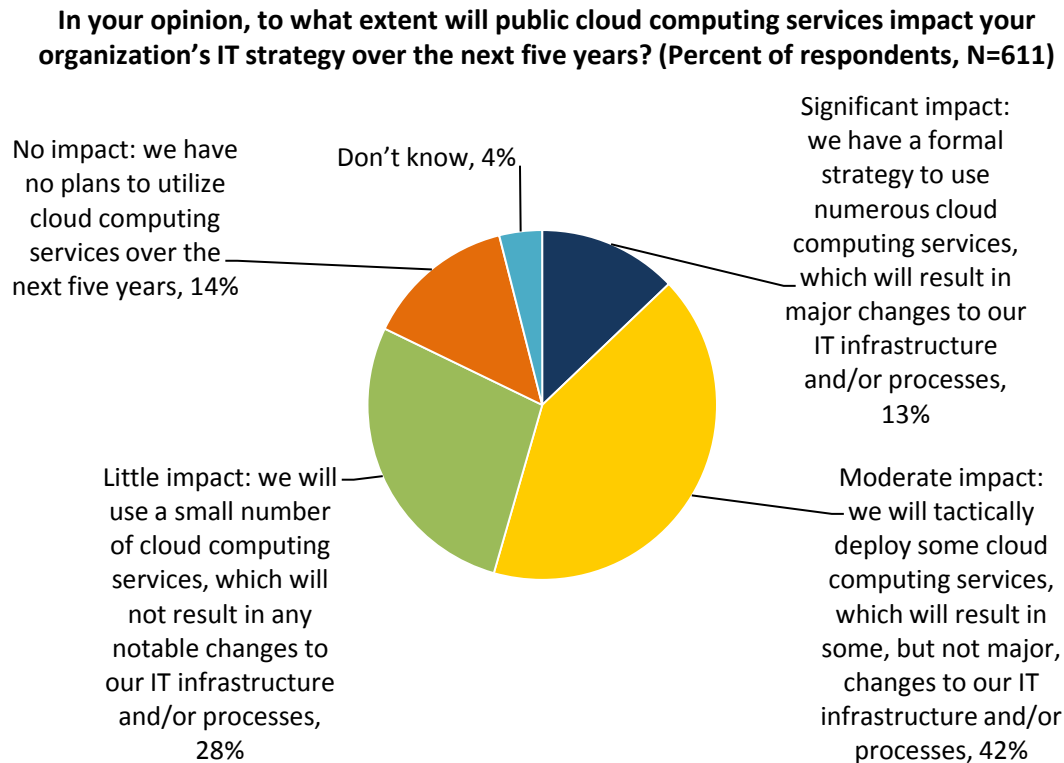 In your opinion, to what extent will public cloud computing services impact your
organization’s IT strategy over the next five years? (Percent of respondents, N=611)
No impact: we have
no plans to utilize
cloud computing
services over the
next five years, 14%
Don’t know, 4%
Significant impact:
we have a formal
strategy to use
numerous cloud
computing services,
which will result in
major changes to our
IT infrastructure
and/or processes,
13%
Little impact: we will
use a small number
of cloud computing
services, which will
not result in any
notable changes to
our IT infrastructure
and/or processes,
28%
Moderate impact:
we will tactically
deploy some cloud
computing services,
which will result in
some, but not major,
changes to our IT
infrastructure and/or
processes, 42%